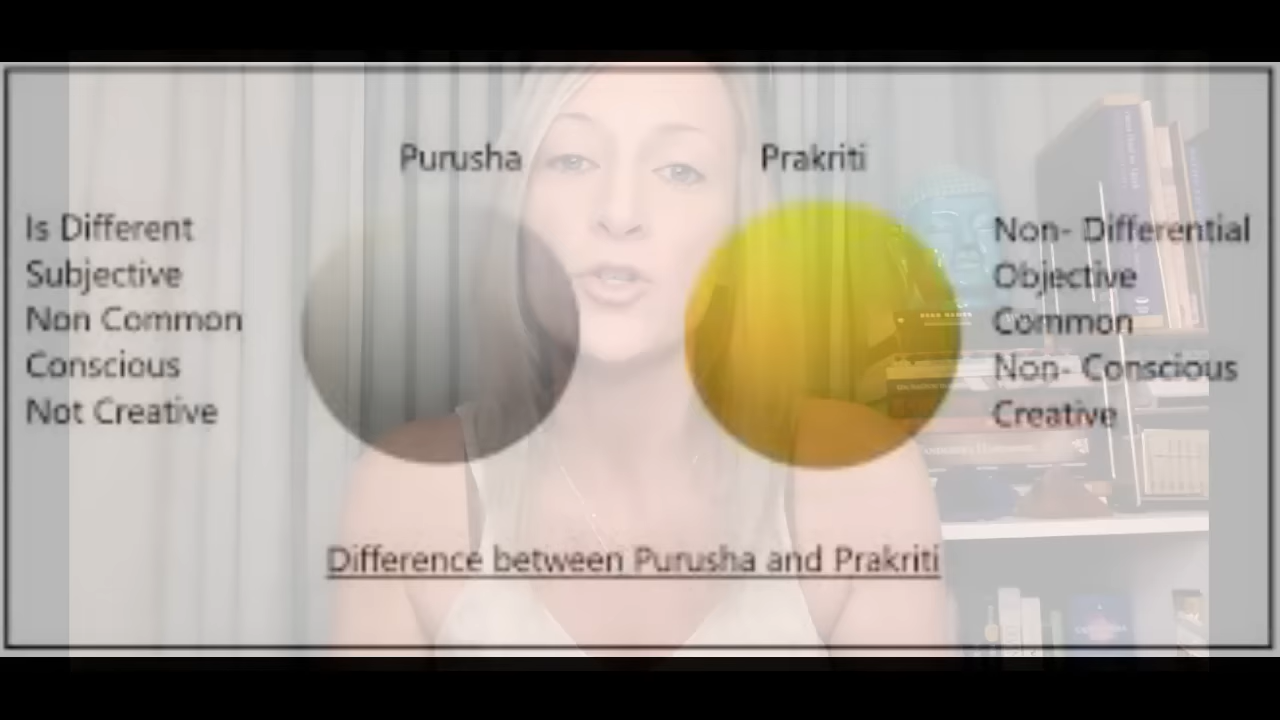 Purusha
Prakriti
Is Different
Subjective
Non Common
Conscious
Not Creative
Non- Differential
Objective
Common
Non- Conscious
Creative
Difference between Purusha and Prakriti